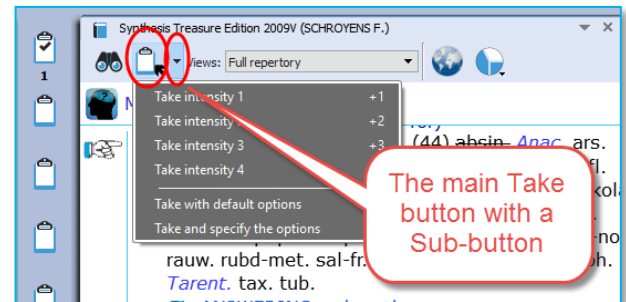 Synthesis Treasure Edition 2009V (SCHROYENS F.)
1
Views: Full repertory
Take intensity 1 +1
Take intensity +2
Take intensity 3 +3
Take intensity 4
(44) absin. Anac. ars.
Take with default options
Take and specify the options
The main Take
button with a
Sub-button
rauw. rubd-met. sal-fr.
Tarent. tax. tub.